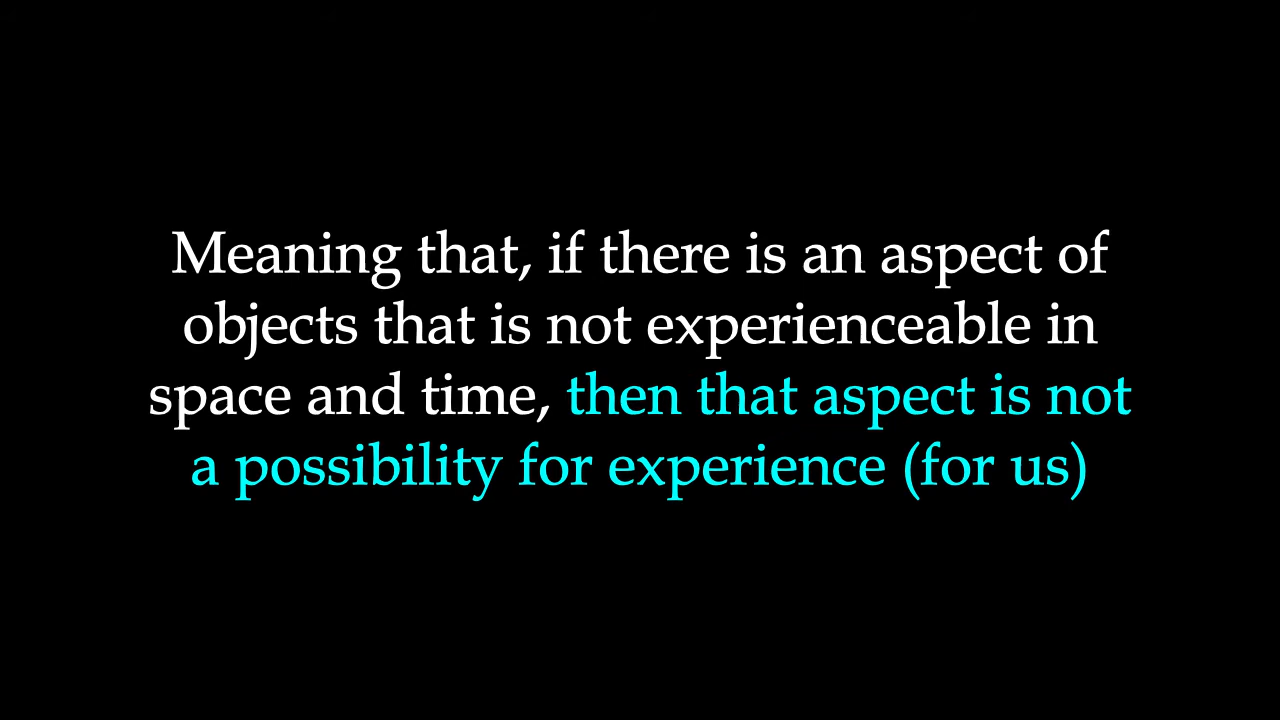 Meaning that, if there is an aspect of
objects that is not experienceable in
space and time, then that aspect is not
a possibility for experience (for us)